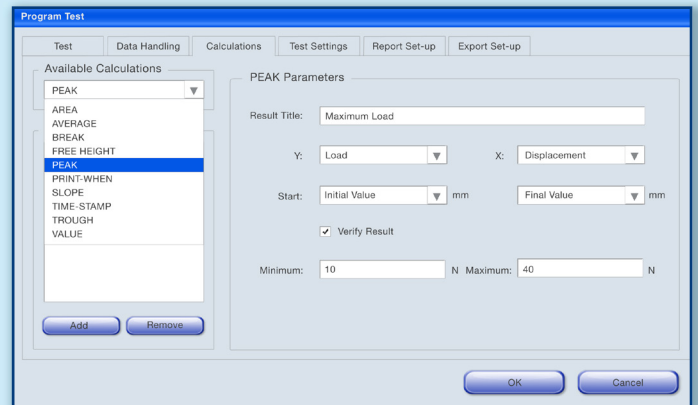 Program Test
Test Data Handling Calculations Test Settings Report Set-up Export Set-up
Available Calculations
PEAK
AREA
AVERAGE
BREAK
FREE HEIGHT
PEAK
PRINT-WHEN
SLOPE
TIME-STAMP
TROUGH
VALUE
Add Remove
PEAK Parameters
Result Title: Maximum Load
Y: Load X: Displacement
Start: Initial Value mm Final Value mm
Verify Result
Minimum: 10 N Maximum: 40 N
OK Cancel